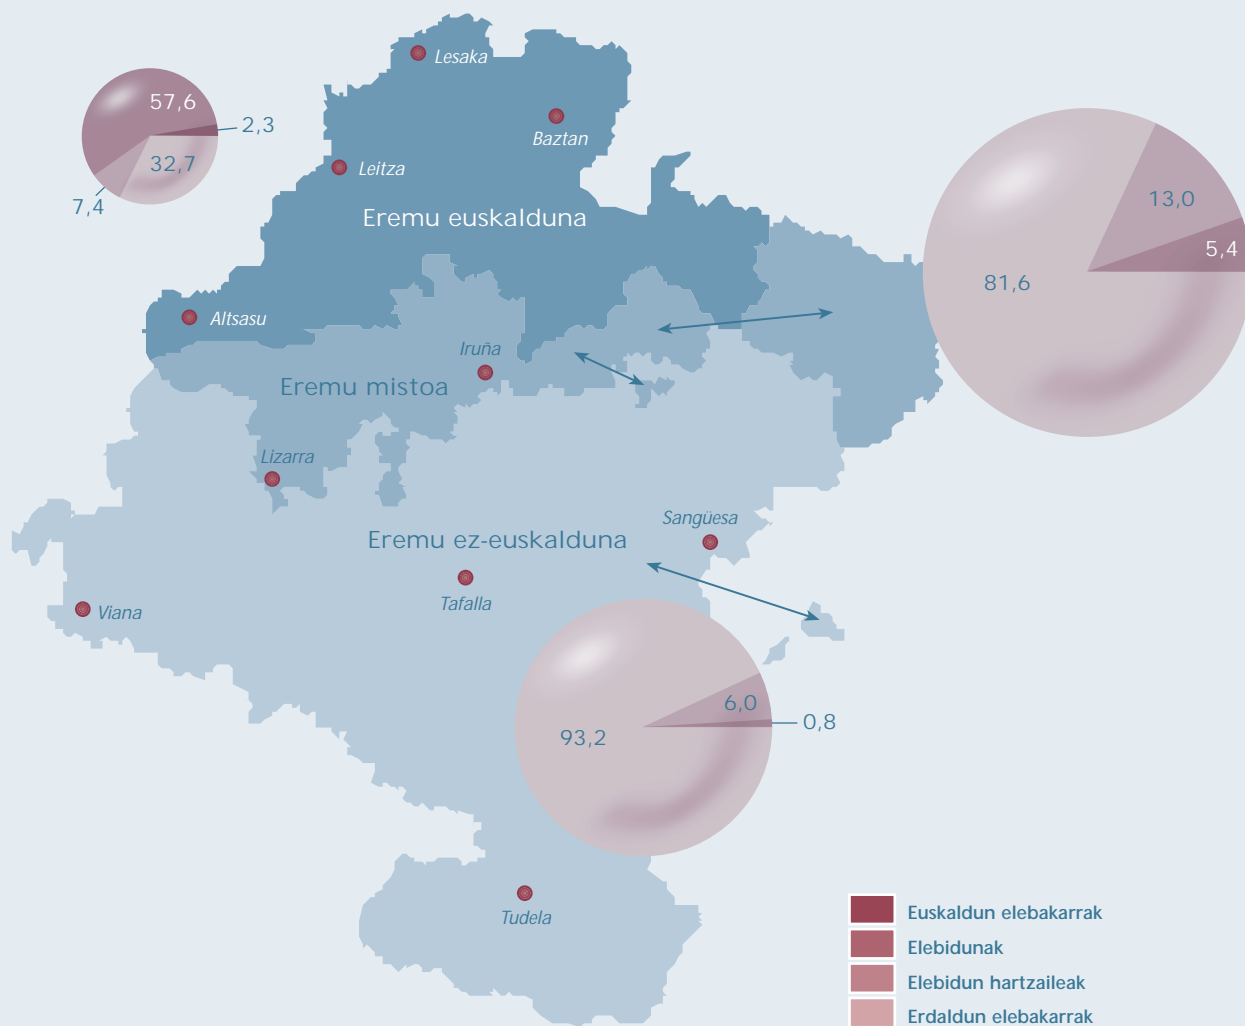 Lesaka
57,6
2,3
Baztan
32,7
Leitza
7,4
13,0
Eremu euskalduna
5,4
81,6
Altsasu
Iruña
Eremu mistoa
Lizarra
Sangüesa
Eremu ez-euskalduna
Tafalla
Viana
6,0
0,8
93,2
Tudela
Euskaldun elebakarrak
Elebidunak
Elebidun hartzaileak
Erdaldun elebakarrak